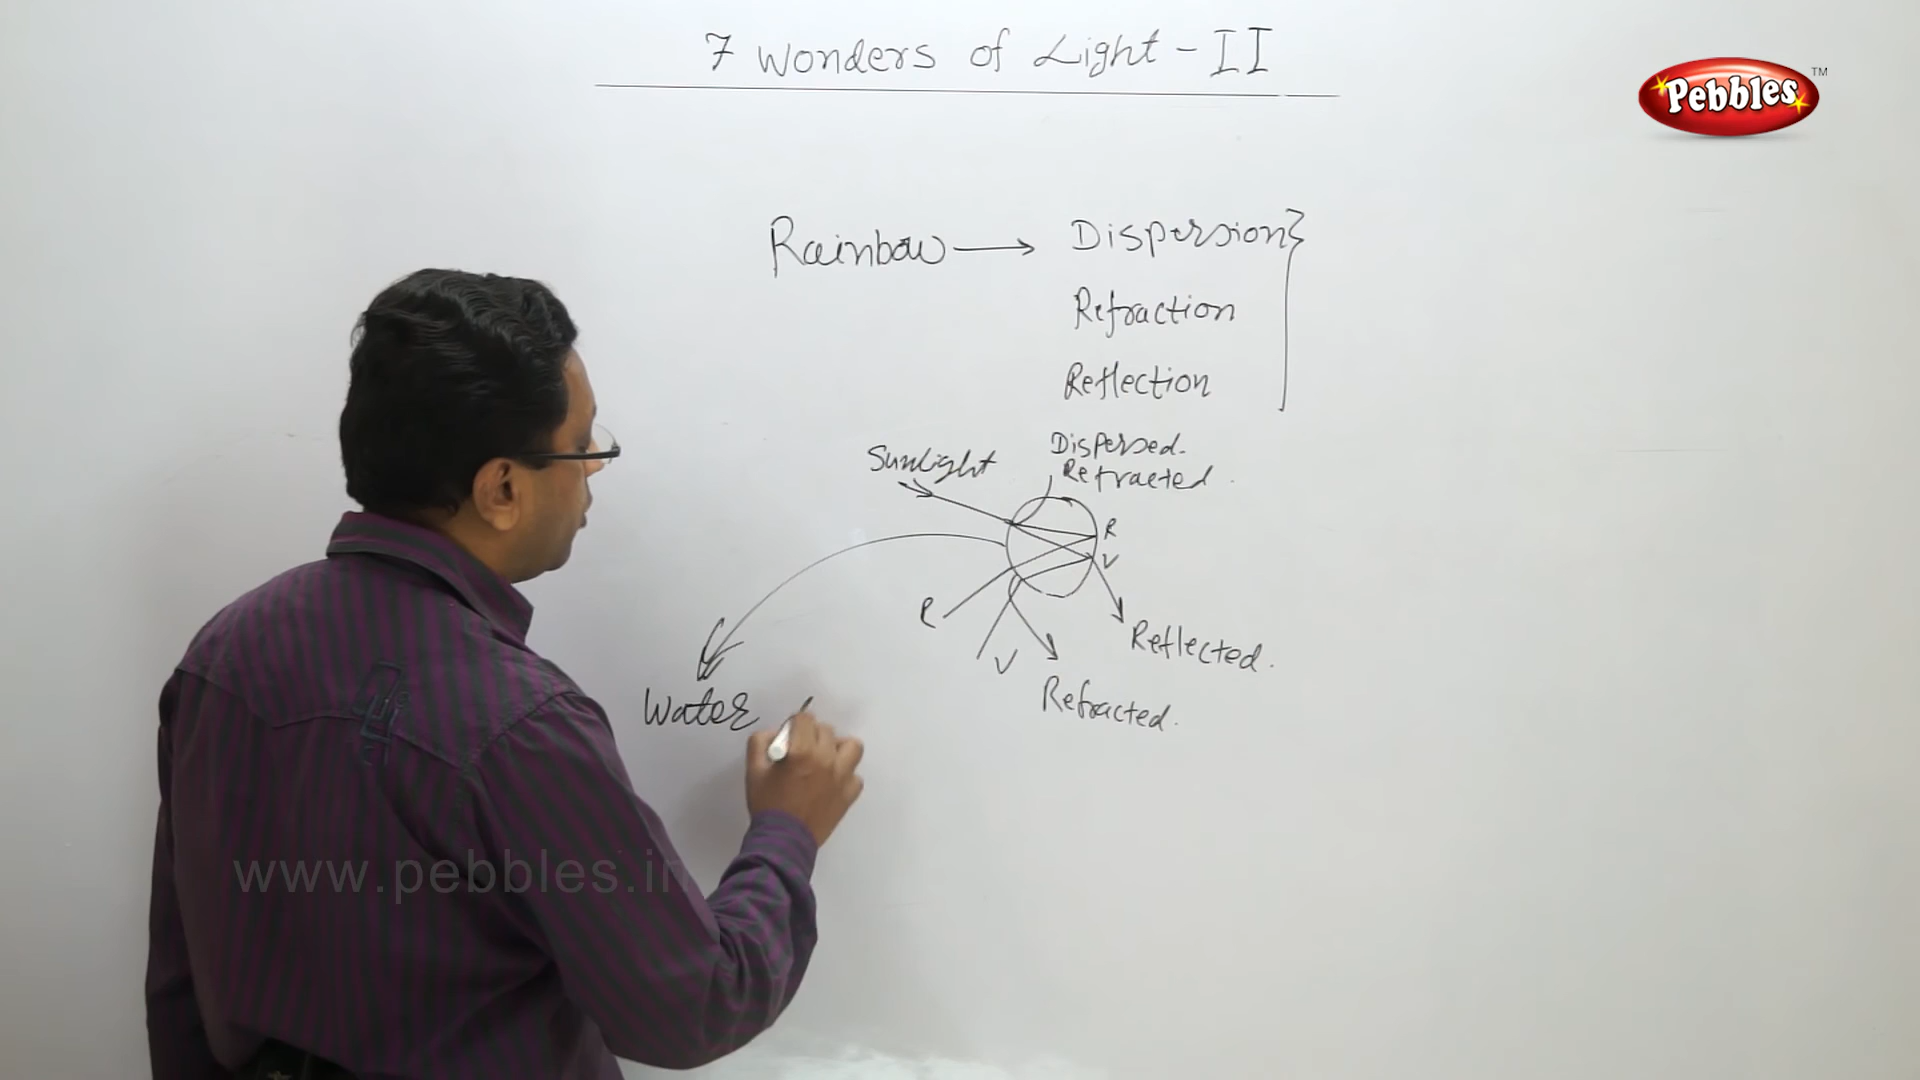 7 Wonders of Light - II
Pebbles TM
Rainbow → Dispersion
Refraction
Reflection
Dispersed.
Sunlight
Refracted.
R
V
R
Reflected.
V
Refracted.
Water
www.pebbles.in